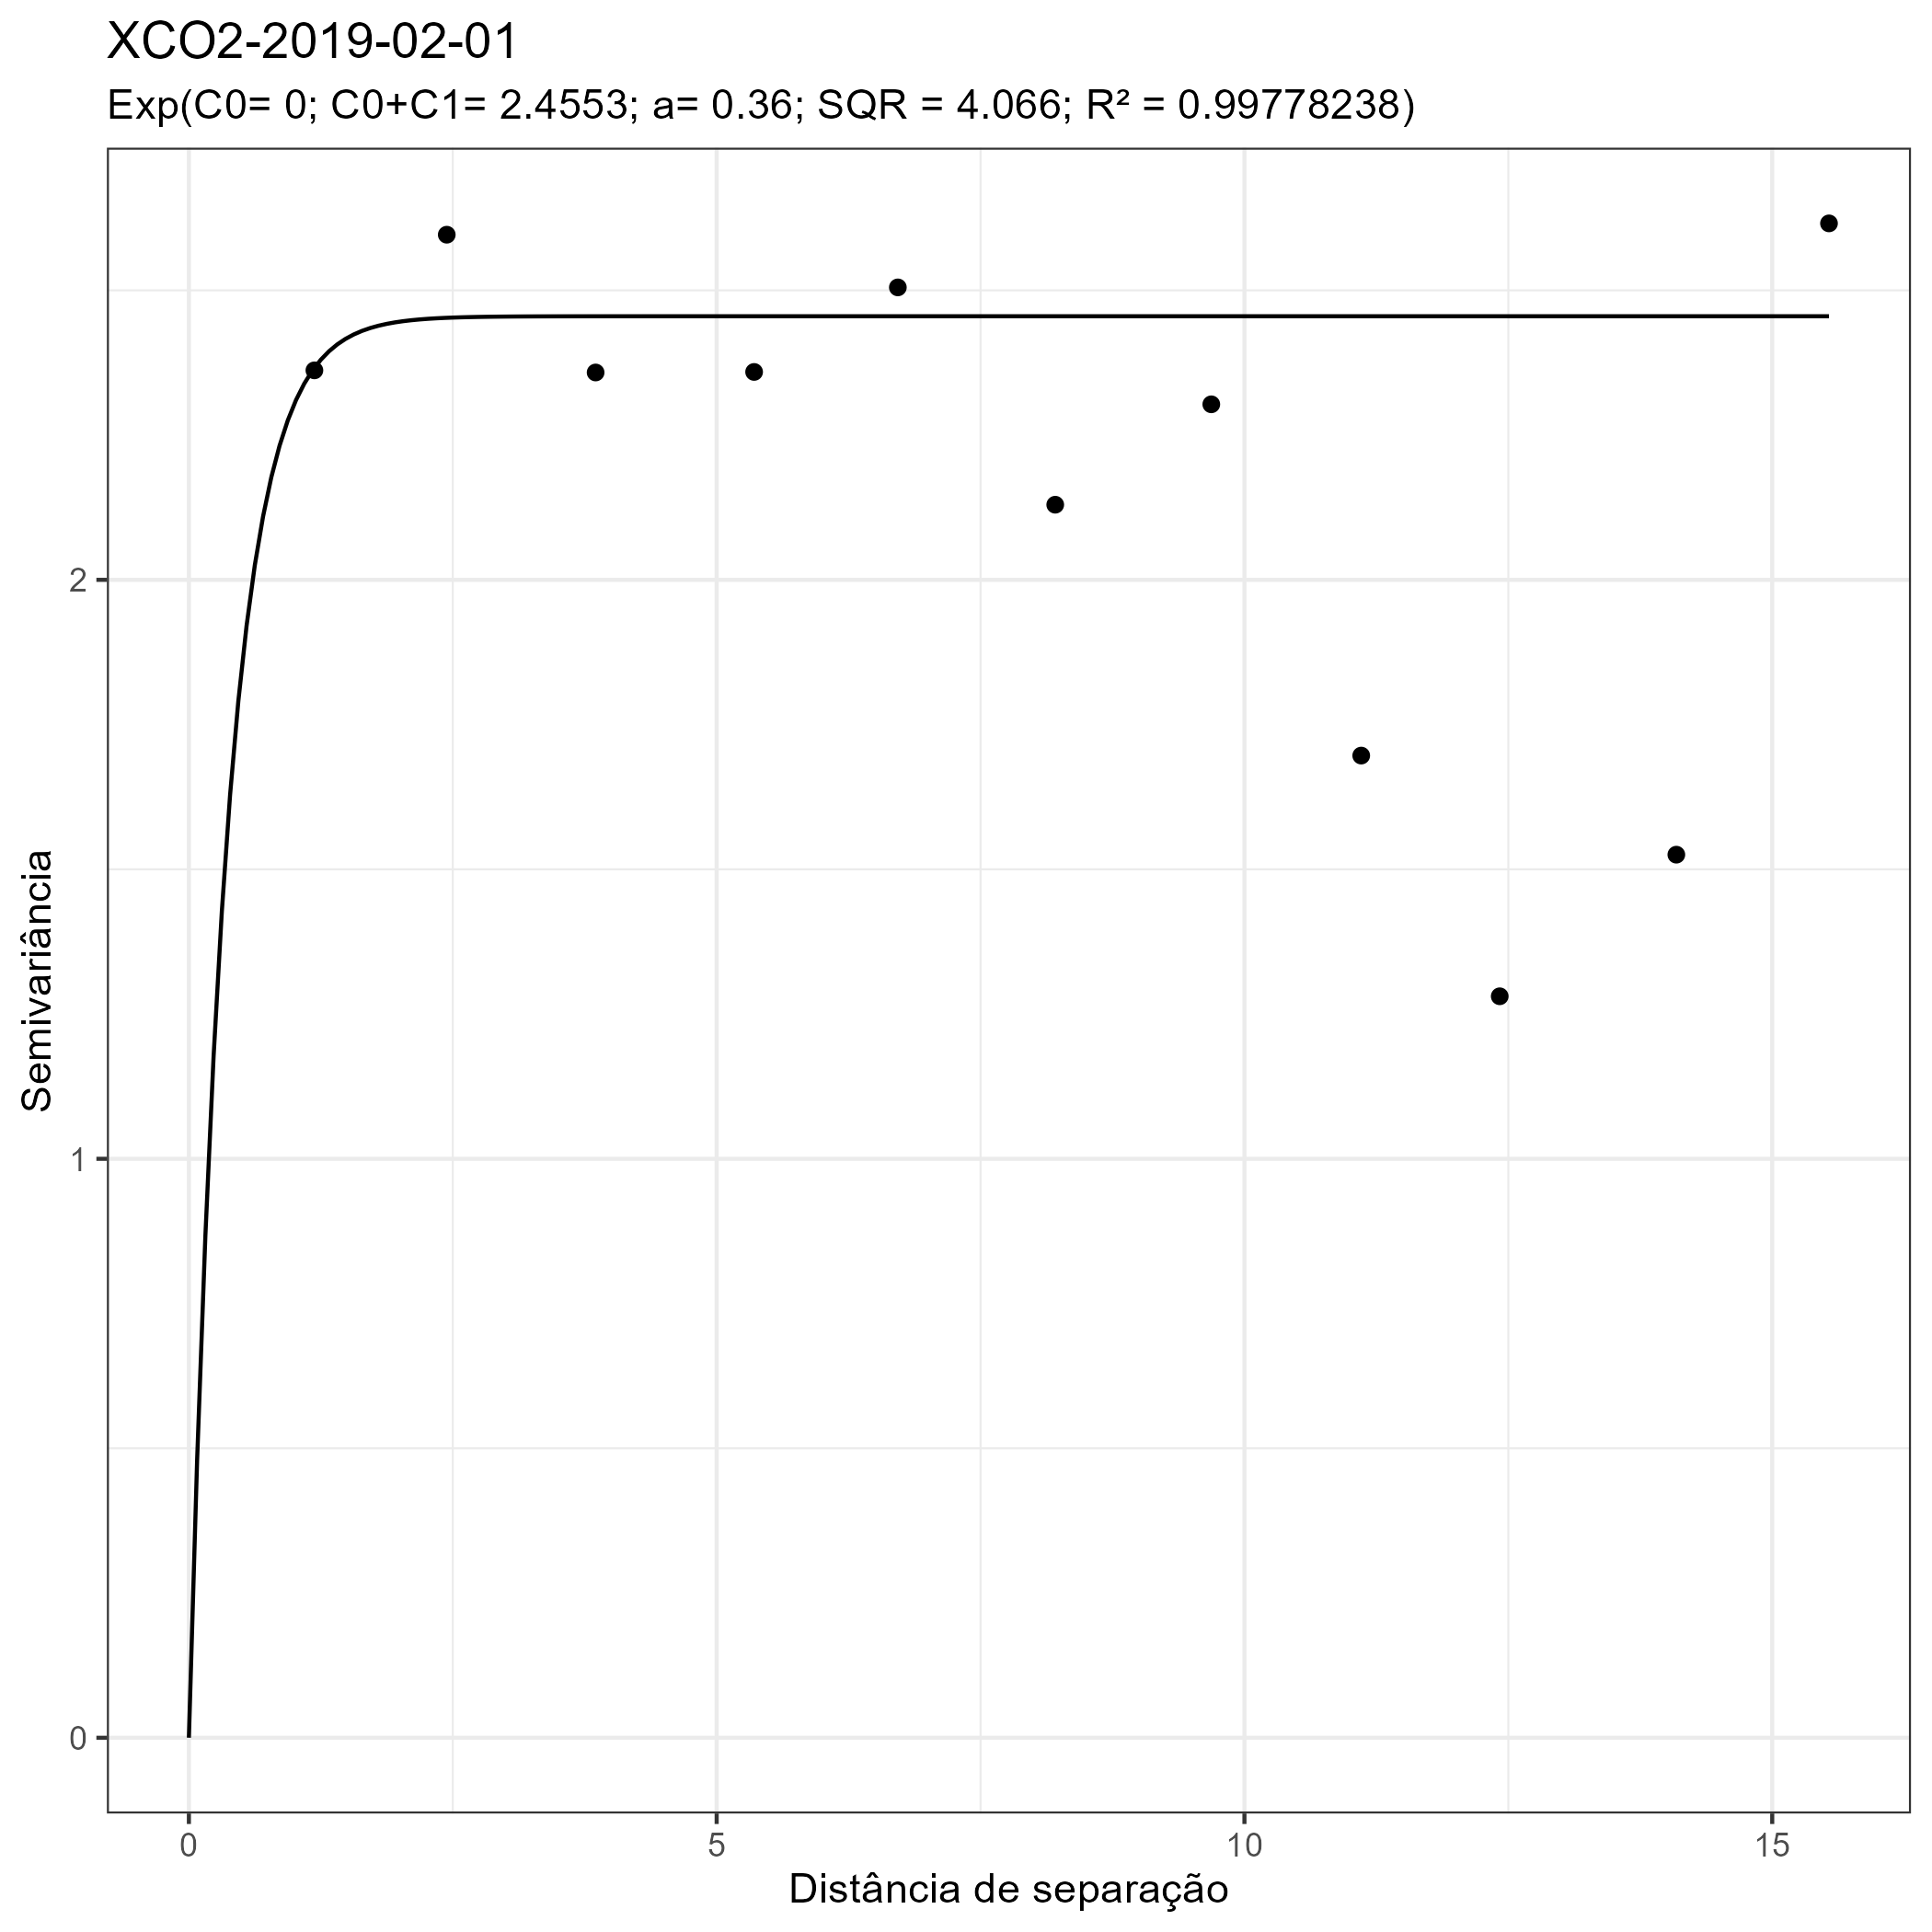 XCO2-2019-02-01
Exp(C0= 0; C0+C1= 2.4553; a= 0.36; SQR = 4.066; R² = 0.99778238)
Semivariância
2
1
0
0 5 10 15
Distância de separação